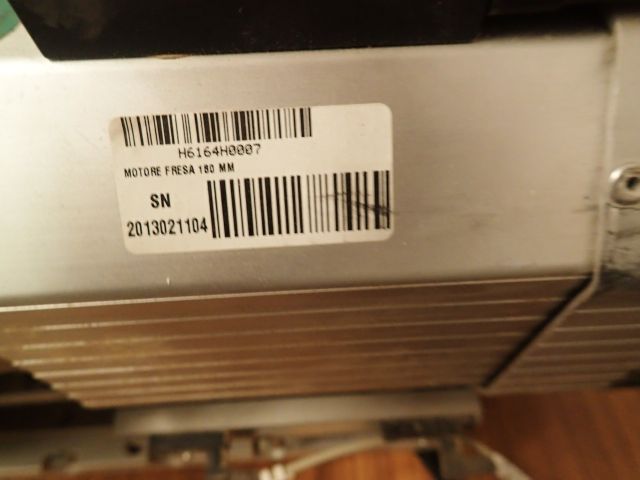 H6164H0007
MOTORE FRESA 180 MM
SN
2013021104